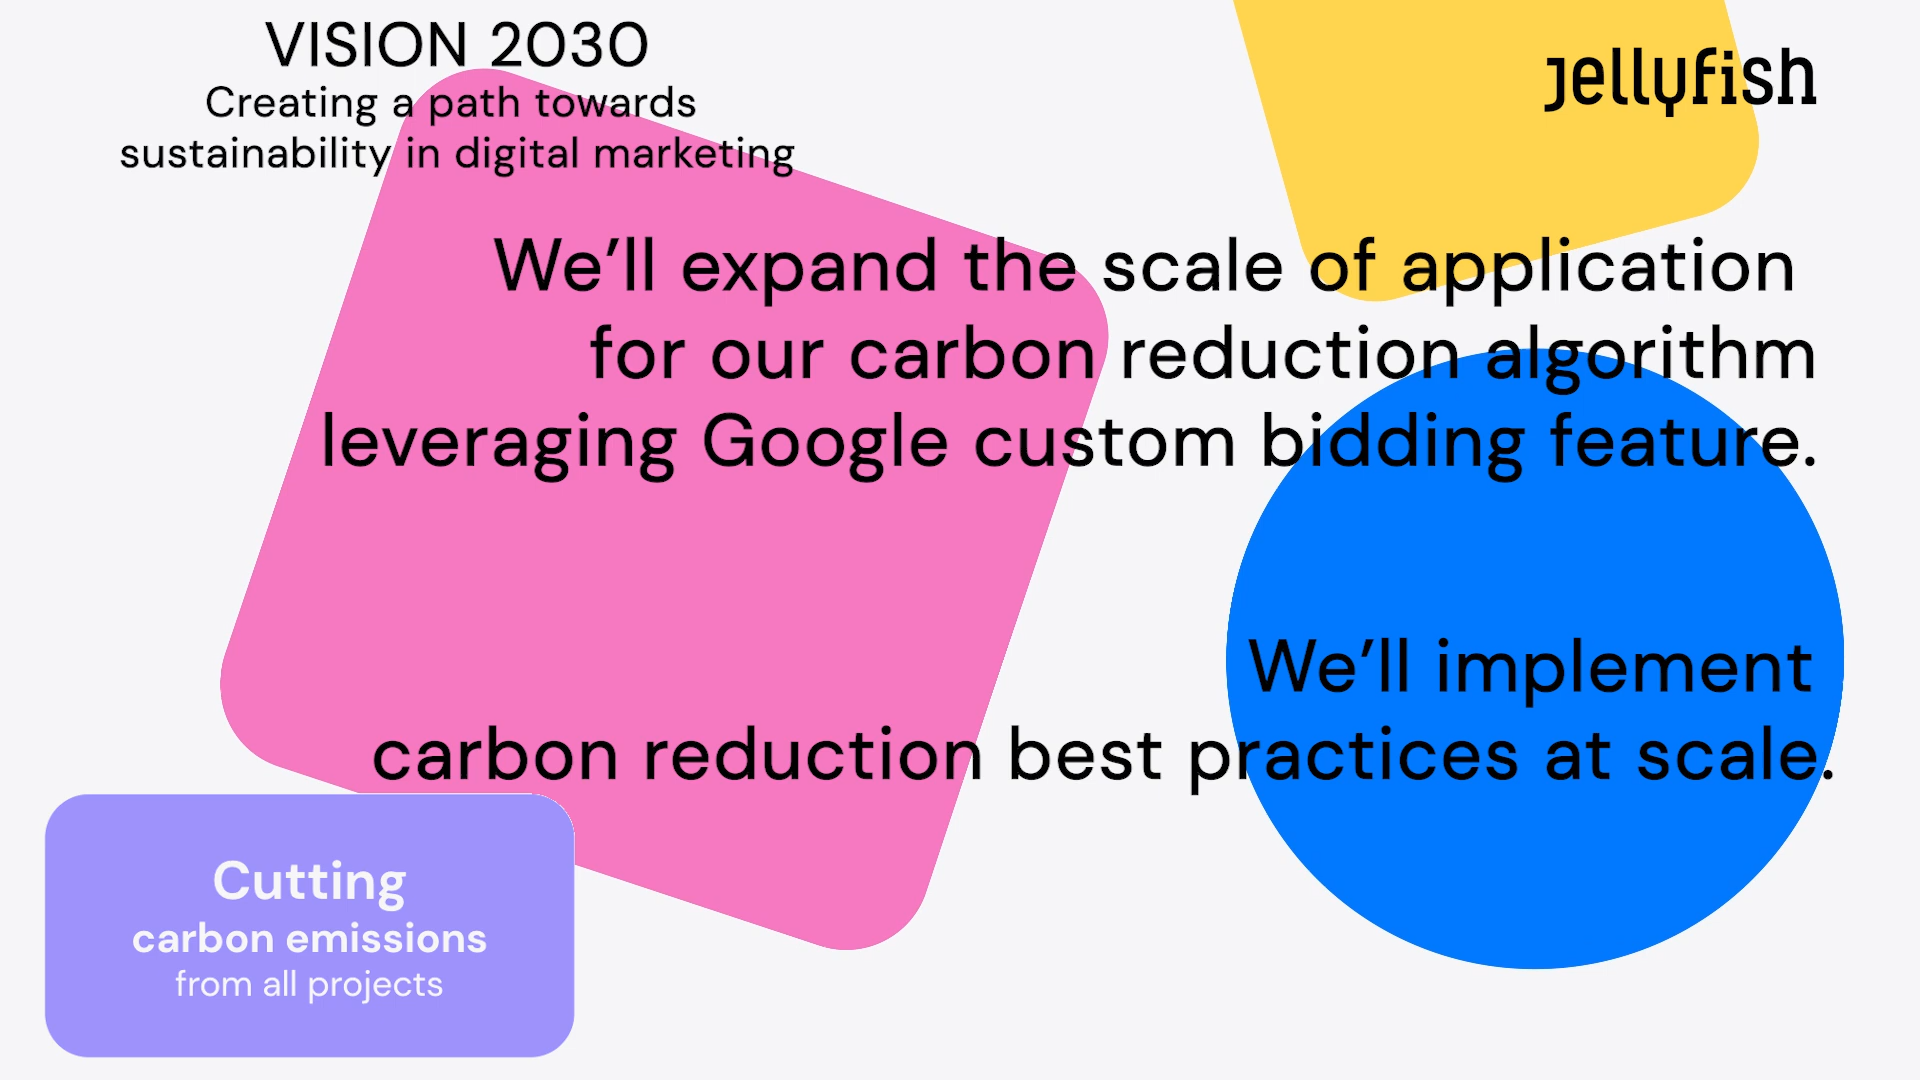 VISION 2030
Creating a path towards
sustainability in digital marketing
jellyfish
We’ll expand the scale of application
for our carbon reduction algorithm
leveraging Google custom bidding feature.
We’ll implement
carbon reduction best practices at scale.
Cutting
carbon emissions
from all projects